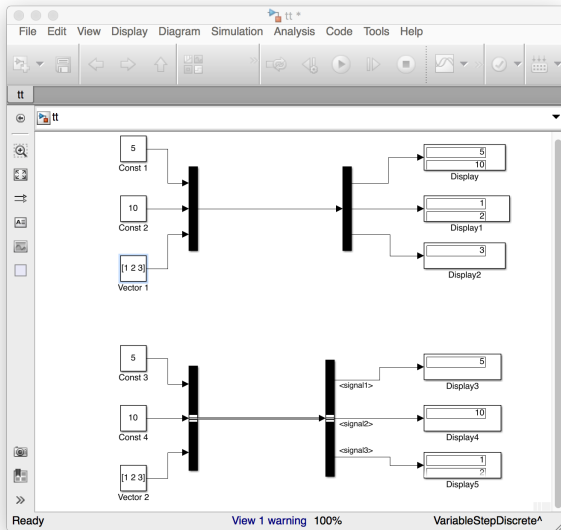 tt *
File Edit View Display Diagram Simulation Analysis Code Tools Help
»
tt
tt
5
Const 1
10
Const 2
[1 2 3]
Vector 1
5
10
Display
1
2
Display1
3
Display2
5
Const 3
10
Const 4
[1 2 3]
Vector 2
<signal1>
<signal2>
<signal3>
5
Display3
10
Display4
1
2
Display5
»
Ready View 1 warning 100% VariableStepDiscrete^